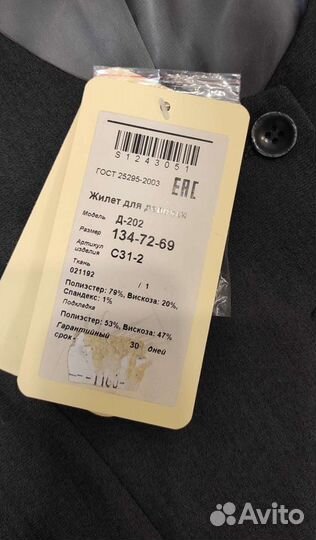 S1243051
ГОСТ 25295-2003 EAC
Жилет для
Модель Д-202
Размер 134-72-69
Артикул изделия С31-2
Ткань
021192 / 1
Полиэстер: 79%, Вискоза: 20%,
Спандекс: 1%
Подкладка
Полиэстер: 53%, Вискоза: 47%
Гарантийный срок 30 дней
Avito